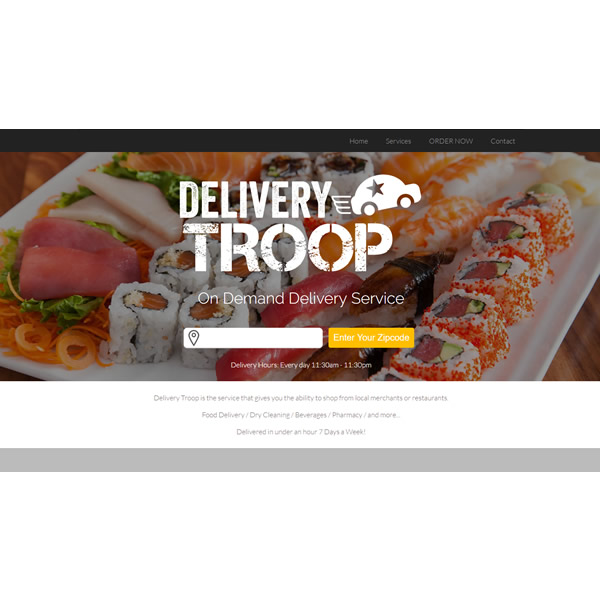 Home Services ORDER NOW Contact
DELIVERY
TROOP
On Demand Delivery Service
Enter Your Zipcode
Delivery Hours: Every day 11:30am - 11:30pm
Delivery Troop is the service that gives you the ability to shop from local merchants or restaurants.
Food Delivery / Dry Cleaning / Beverages / Pharmacy / and more...
Delivered in under an hour 7 Days a Week!